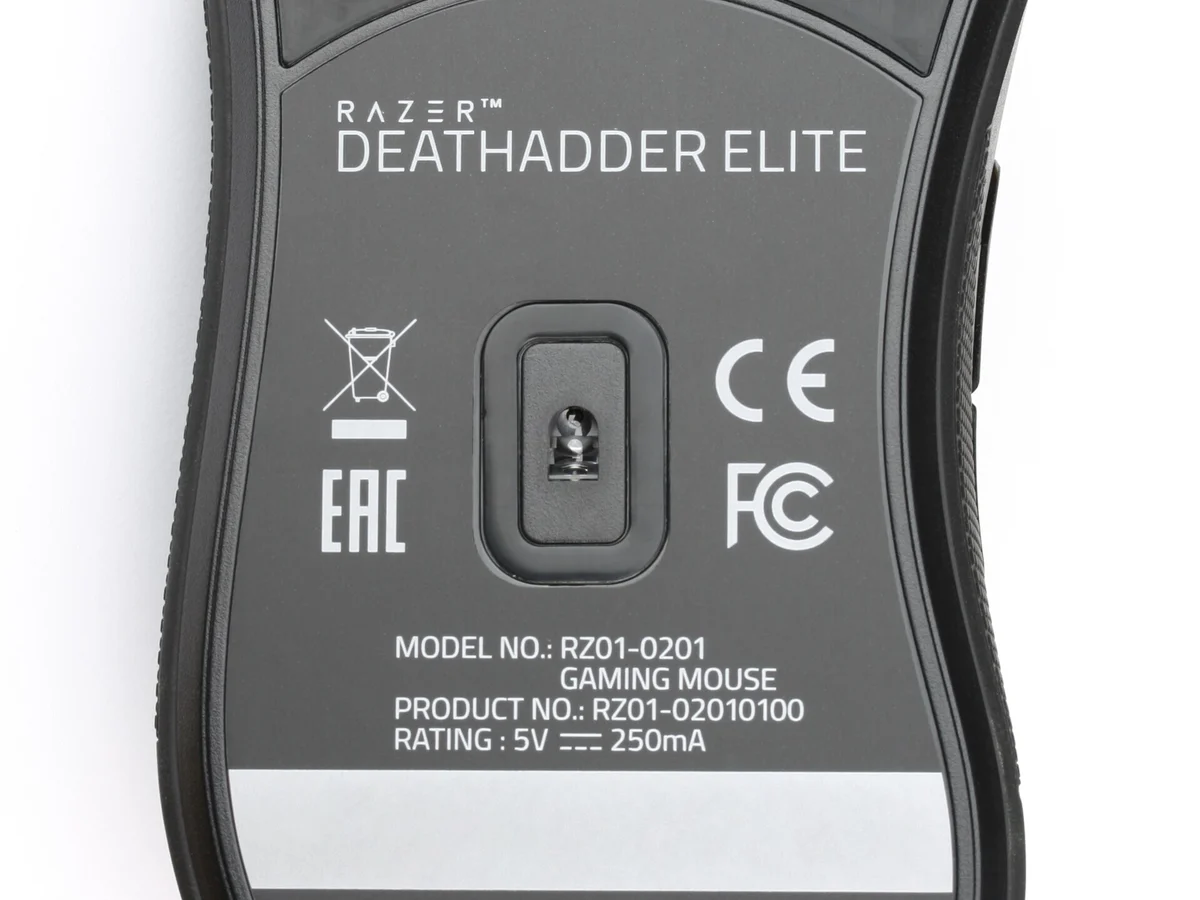 RAZER™
DEATHADDER ELITE
CE
EAC
FC
MODEL NO.: RZ01-0201
GAMING MOUSE
PRODUCT NO.: RZ01-02010100
RATING : 5V ⎓ 250mA